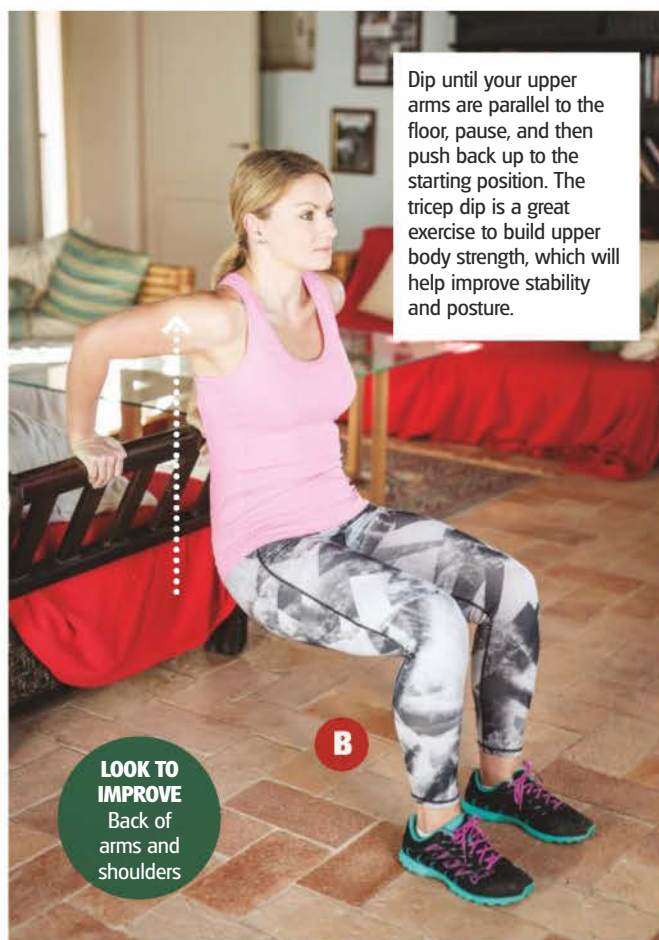 Dip until your upper
arms are parallel to the
floor, pause, and then
push back up to the
starting position. The
tricep dip is a great
exercise to build upper
body strength, which will
help improve stability
and posture.
B
LOOK TO
IMPROVE
Back of
arms and
shoulders